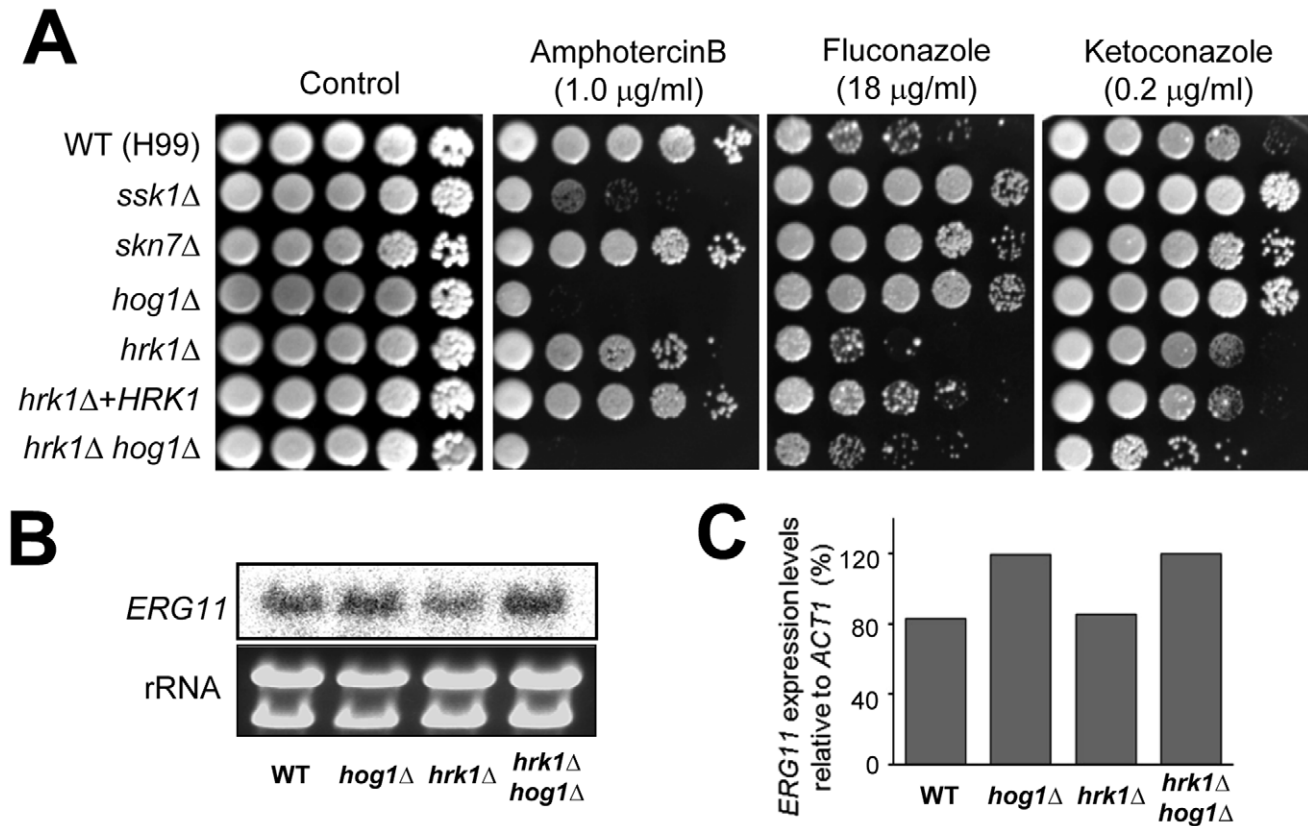 A
Control
AmphotercinB
(1.0 μg/ml)
Fluconazole
(18 μg/ml)
Ketoconazole
(0.2 μg/ml)
WT (H99)
ssk1Δ
skn7Δ
hog1Δ
hrk1Δ
hrk1Δ+HRK1
hrk1Δ hog1Δ
B
ERG11
rRNA
WT
hog1Δ
hrk1Δ
hrk1Δ
hog1Δ
C
ERG11 expression levels
relative to ACT1 (%)
120
80
40
0
WT
hog1Δ
hrk1Δ
hrk1Δ
hog1Δ